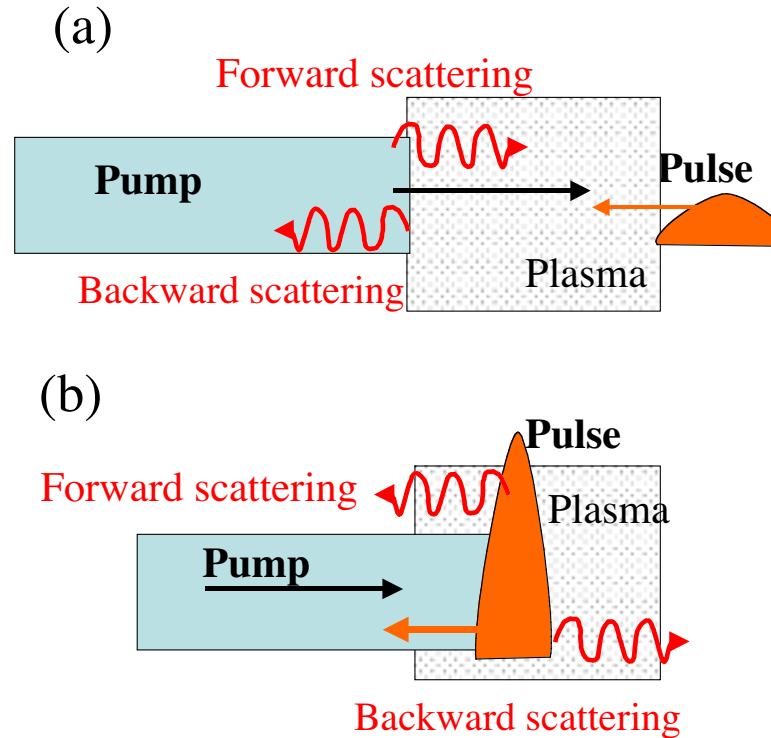 (a)
Forward scattering
Pump
Pulse
Backward scattering
Plasma
(b)
Pulse
Forward scattering
Plasma
Pump
Backward scattering